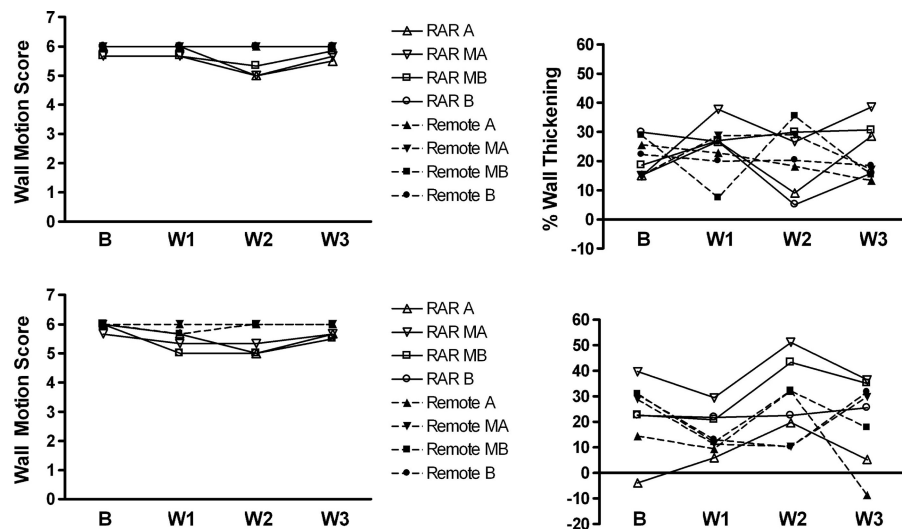 Wall Motion Score
7
6
5
4
3
2
1
0
B W1 W2 W3
RAR A
RAR MA
RAR MB
RAR B
Remote A
Remote MA
Remote MB
Remote B
% Wall Thickening
60
50
40
30
20
10
0
-10
B W1 W2 W3
Wall Motion Score
7
6
5
4
3
2
1
0
B W1 W2 W3
RAR A
RAR MA
RAR MB
RAR B
Remote A
Remote MA
Remote MB
Remote B
60
50
40
30
20
10
0
-10
-20
B W1 W2 W3